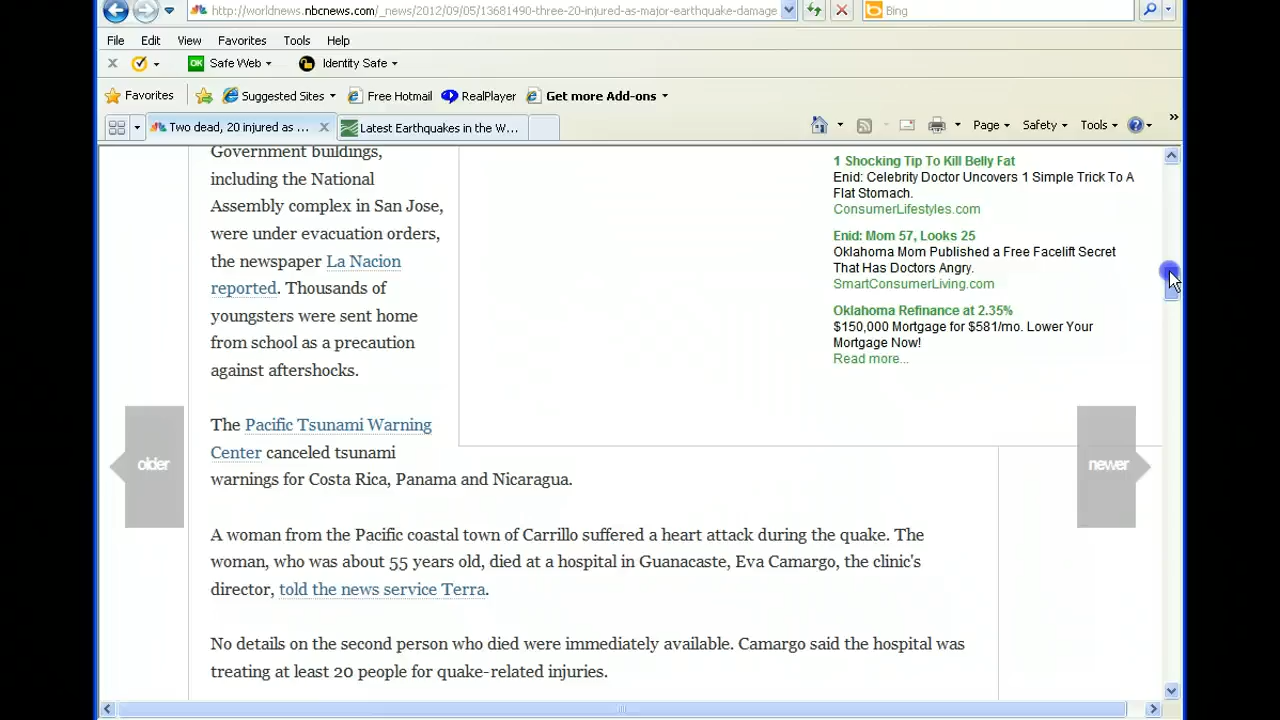 http://worldnews.nbcnews.com/_news/2012/09/05/13681490-three-20-injured-as-major-earthquake-damage
Bing
File Edit View Favorites Tools Help
Safe Web Identity Safe
Favorites Suggested Sites Free Hotmail RealPlayer Get more Add-ons
Two dead, 20 injured as ... Latest Earthquakes in the W... Page Safety Tools
Government buildings,
including the National
Assembly complex in San Jose,
were under evacuation orders,
the newspaper La Nacion
reported. Thousands of
youngsters were sent home
from school as a precaution
against aftershocks.
1 Shocking Tip To Kill Belly Fat
Enid: Celebrity Doctor Uncovers 1 Simple Trick To A
Flat Stomach.
ConsumerLifestyles.com
Enid: Mom 57, Looks 25
Oklahoma Mom Published a Free Facelift Secret
That Has Doctors Angry.
SmartConsumerLiving.com
Oklahoma Refinance at 2.35%
$150,000 Mortgage for $581/mo. Lower Your
Mortgage Now!
Read more...
The Pacific Tsunami Warning
Center canceled tsunami
warnings for Costa Rica, Panama and Nicaragua.
older
newer
A woman from the Pacific coastal town of Carrillo suffered a heart attack during the quake. The
woman, who was about 55 years old, died at a hospital in Guanacaste, Eva Camargo, the clinic's
director, told the news service Terra.
No details on the second person who died were immediately available. Camargo said the hospital was
treating at least 20 people for quake-related injuries.